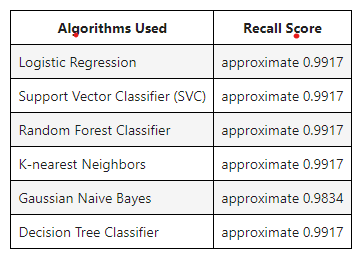 Algorithms Used Recall Score
Logistic Regression approximate 0.9917
Support Vector Classifier (SVC) approximate 0.9917
Random Forest Classifier approximate 0.9917
K-nearest Neighbors approximate 0.9917
Gaussian Naive Bayes approximate 0.9834
Decision Tree Classifier approximate 0.9917